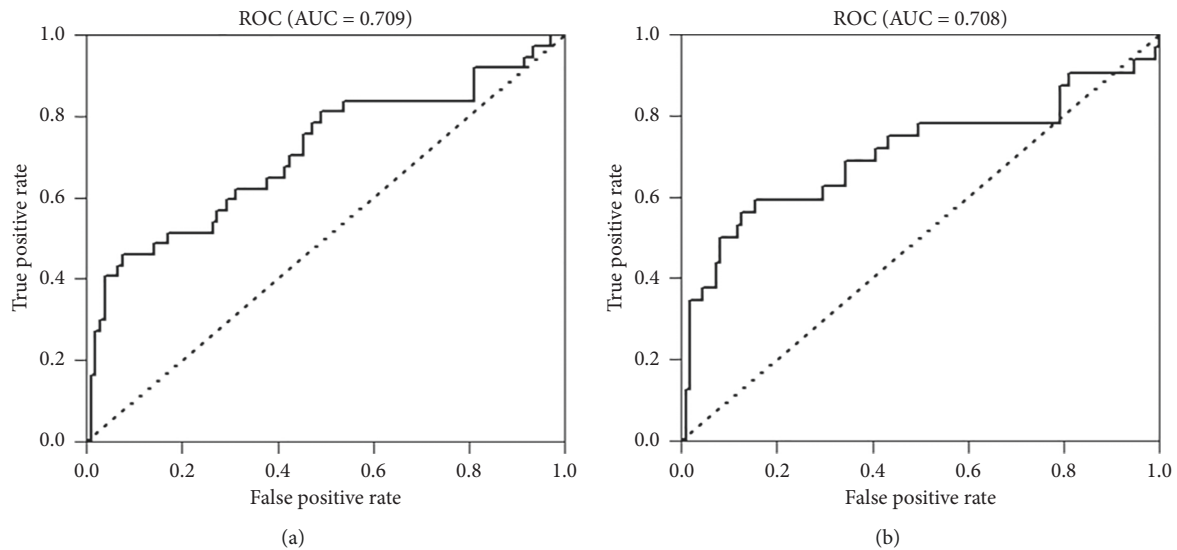 ROC (AUC = 0.709)
1.0
0.8
0.6
0.4
0.2
0.0
True positive rate
0.0 0.2 0.4 0.6 0.8 1.0
False positive rate
(a)
ROC (AUC = 0.708)
1.0
0.8
0.6
0.4
0.2
0.0
True positive rate
0.0 0.2 0.4 0.6 0.8 1.0
False positive rate
(b)